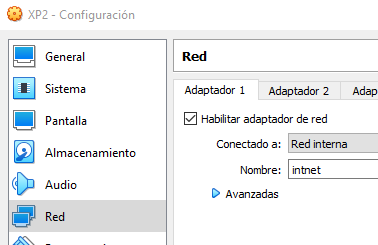 XP2 - Configuración
General
Sistema
Pantalla
Almacenamiento
Audio
Red
Red
Adaptador 1
Adaptador 2
Habilitar adaptador de red
Conectado a: Red interna
Nombre: intnet
Avanzadas